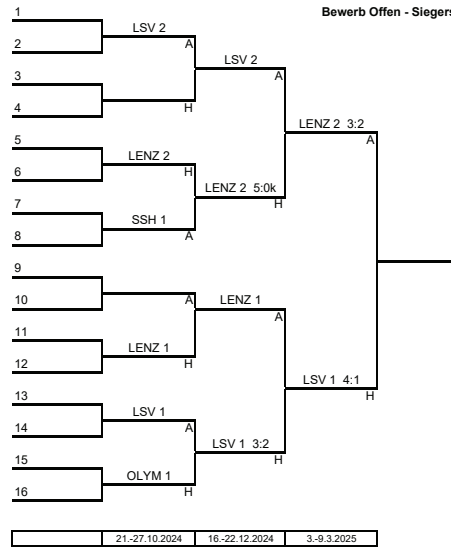 Bewerb Offen - Siegers
1
LSV 2
2
A
LSV 2
3
A
4
H
LENZ 2 3:2
5
A
LENZ 2
6
H
LENZ 2 5:0k
7
H
SSH 1
8
A
9
10
A
LENZ 1
11
A
LENZ 1
12
H
LSV 1 4:1
13
H
LSV 1
14
A
LSV 1 3:2
15
H
OLYM 1
16
H
21.-27.10.2024 16.-22.12.2024 3.-9.3.2025